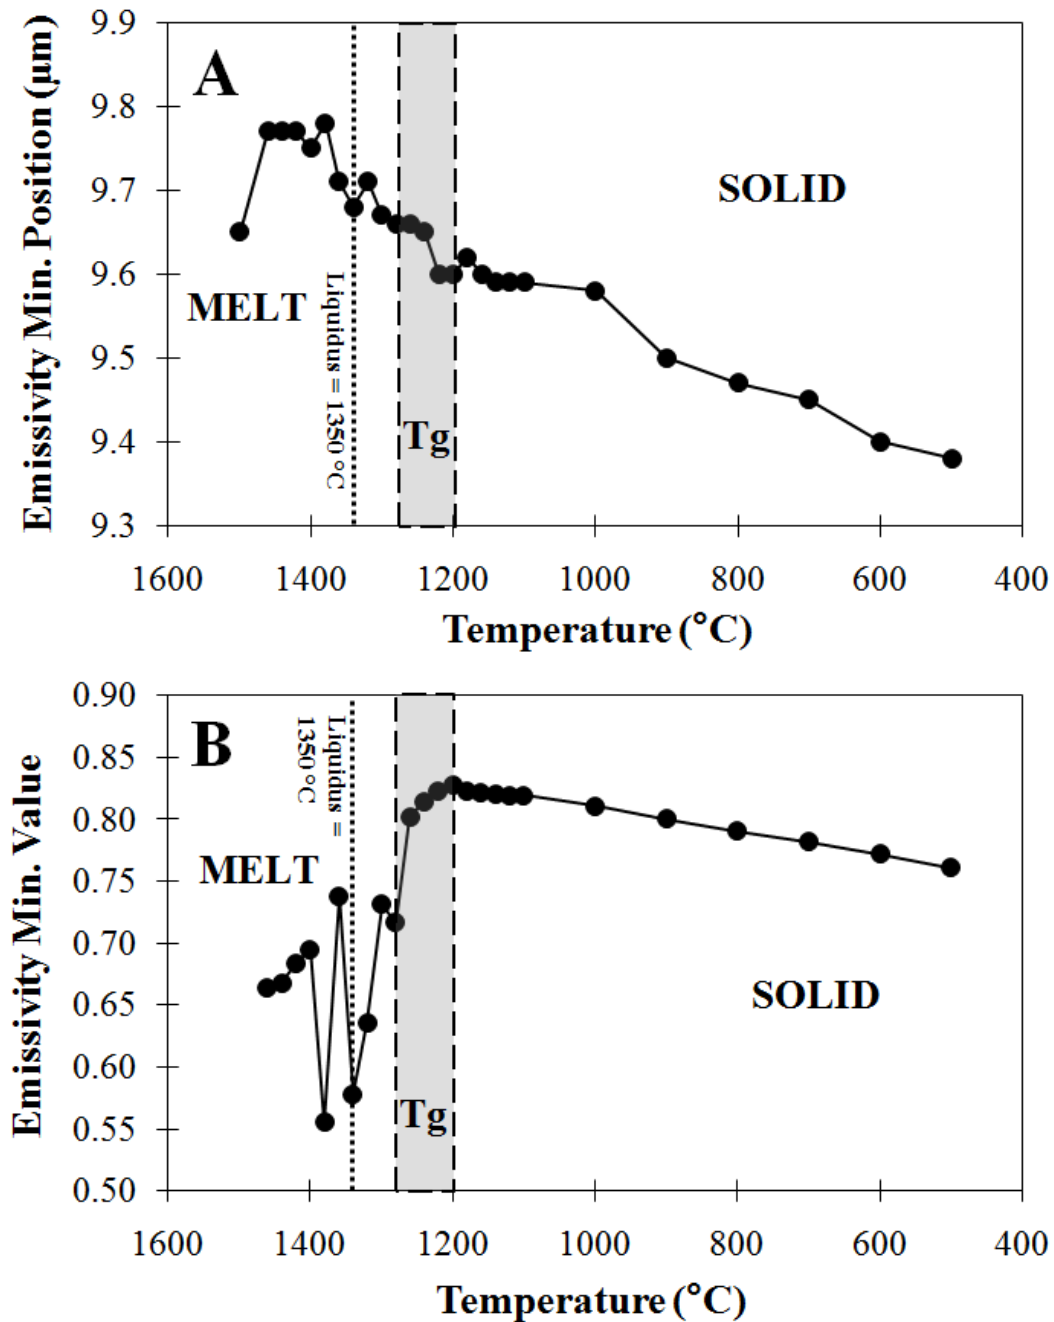 A
Emissivity Min. Position (µm)
9.9
9.8
9.7
9.6
9.5
9.4
9.3
MELT
Liquidus = 1350 °C
Tg
SOLID
1600 1400 1200 1000 800 600 400
Temperature (°C)
B
Emissivity Min. Value
0.90
0.85
0.80
0.75
0.70
0.65
0.60
0.55
0.50
Liquidus =
1350 °C
MELT
Tg
SOLID
1600 1400 1200 1000 800 600 400
Temperature (°C)